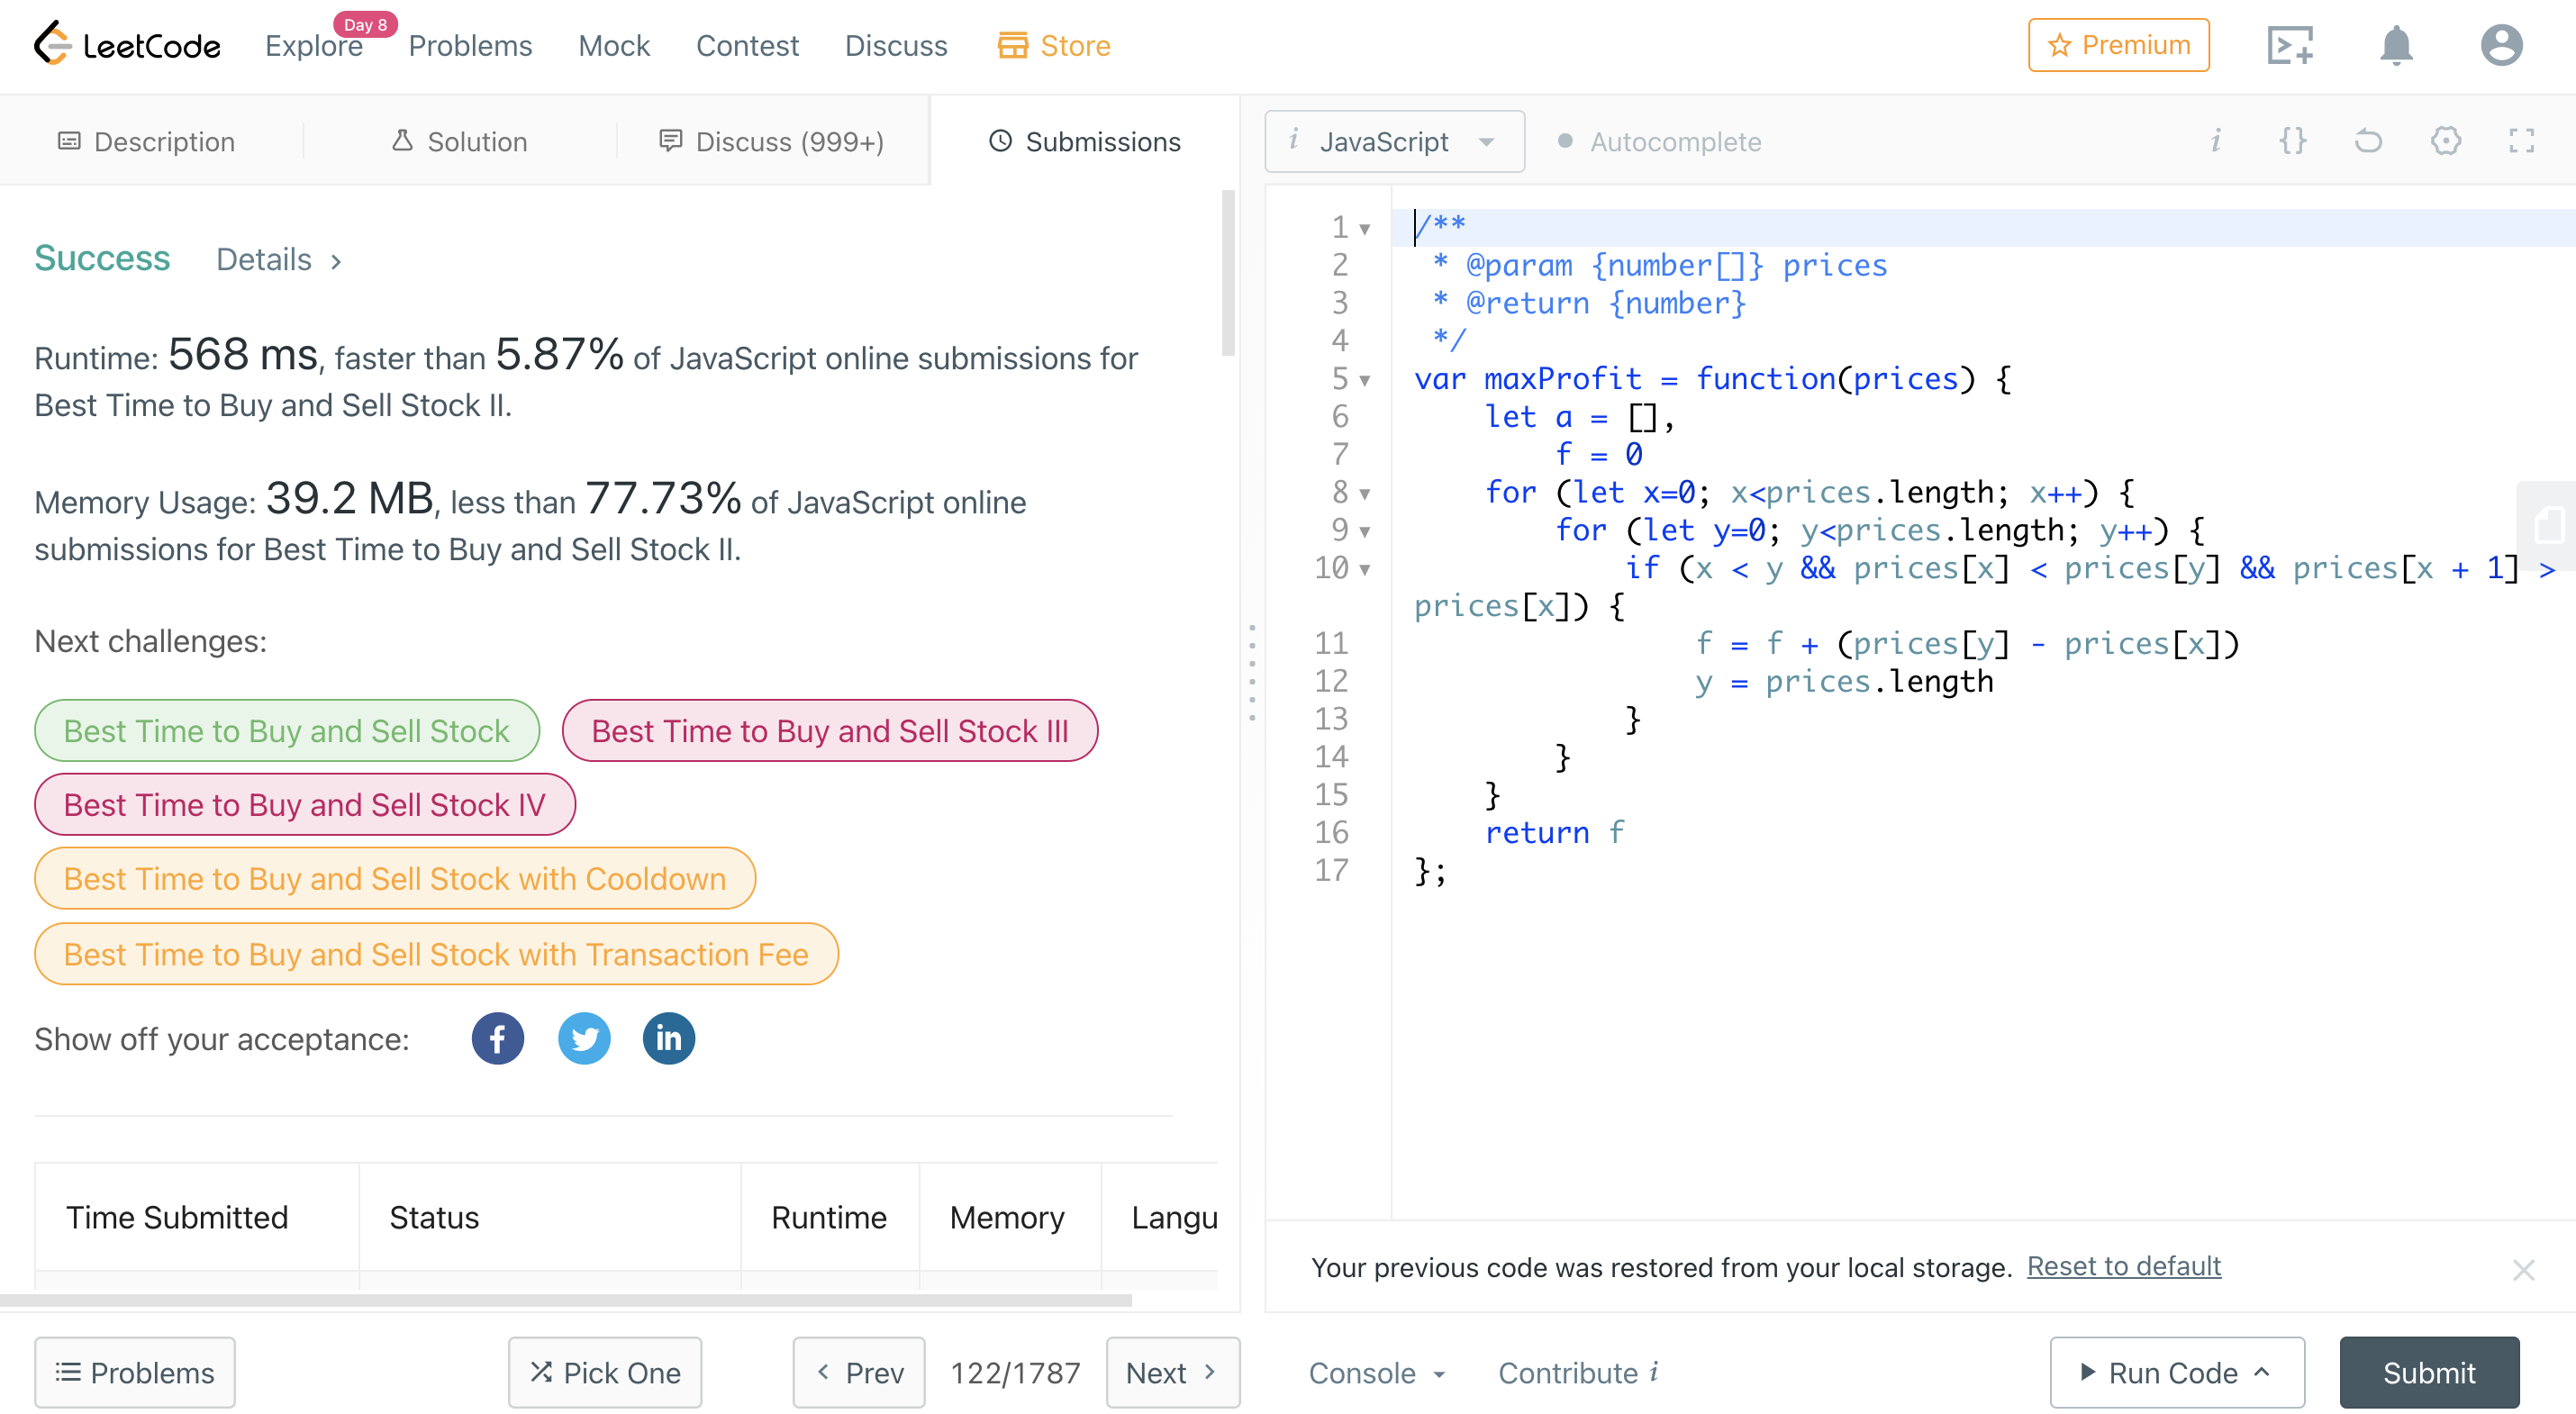 LeetCode
Explore
Day 8
Problems
Mock
Contest
Discuss
Store
Premium
Description
Solution
Discuss (999+)
Submissions
i JavaScript
Autocomplete
i {}
Success Details >
Runtime: 568 ms, faster than 5.87% of JavaScript online submissions for
Best Time to Buy and Sell Stock II.
Memory Usage: 39.2 MB, less than 77.73% of JavaScript online
submissions for Best Time to Buy and Sell Stock II.
Next challenges:
Best Time to Buy and Sell Stock
Best Time to Buy and Sell Stock III
Best Time to Buy and Sell Stock IV
Best Time to Buy and Sell Stock with Cooldown
Best Time to Buy and Sell Stock with Transaction Fee
Show off your acceptance:
f
in
Time Submitted Status Runtime Memory Langu
1 /**
2  * @param {number[]} prices
3  * @return {number}
4  */
5 var maxProfit = function(prices) {
6     let a = [],
7         f = 0
8     for (let x=0; x<prices.length; x++) {
9         for (let y=0; y<prices.length; y++) {
10             if (x < y && prices[x] < prices[y] && prices[x + 1] >
prices[x]) {
11                 f = f + (prices[y] - prices[x])
12                 y = prices.length
13             }
14         }
15     }
16     return f
17 };
Your previous code was restored from your local storage. Reset to default
Problems
Pick One
< Prev
122/1787
Next >
Console
Contribute i
Run Code
Submit